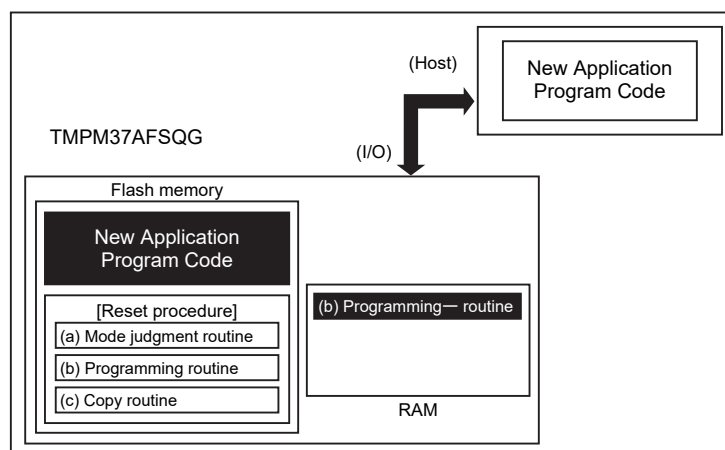 (Host)
New Application
Program Code
TMPM37AFSQG
(I/O)
Flash memory
New Application
Program Code
[Reset procedure]
(a) Mode judgment routine
(b) Programming routine
(c) Copy routine
(b) Programming— routine
RAM